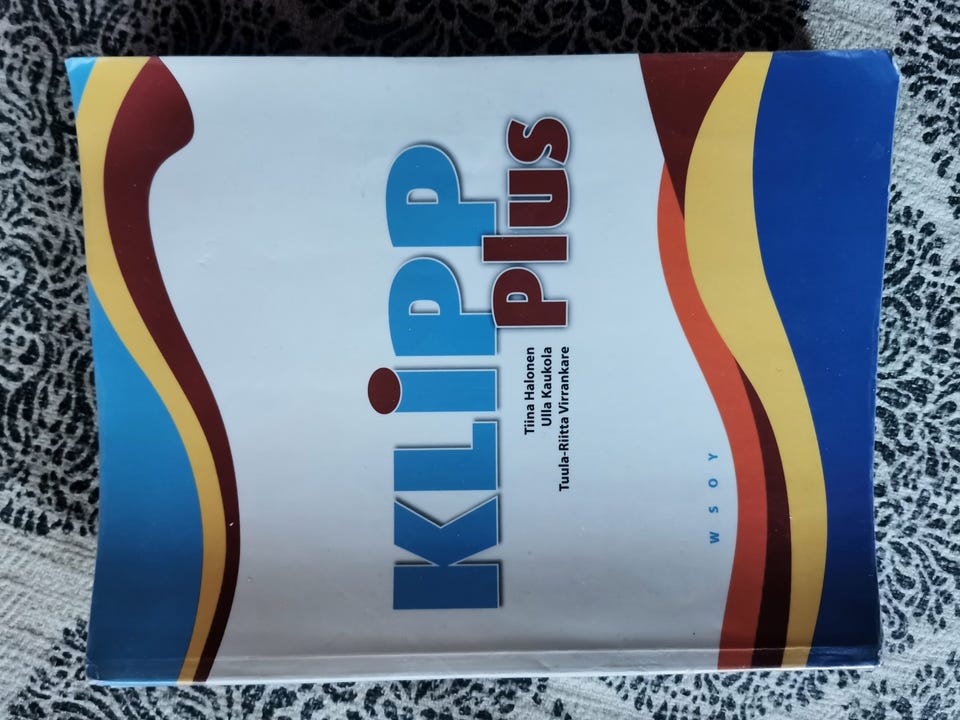 KLiPP
Plus
Tiina Halonen
Ulla Kaukola
Tuula-Riitta Virrankare
WSOY